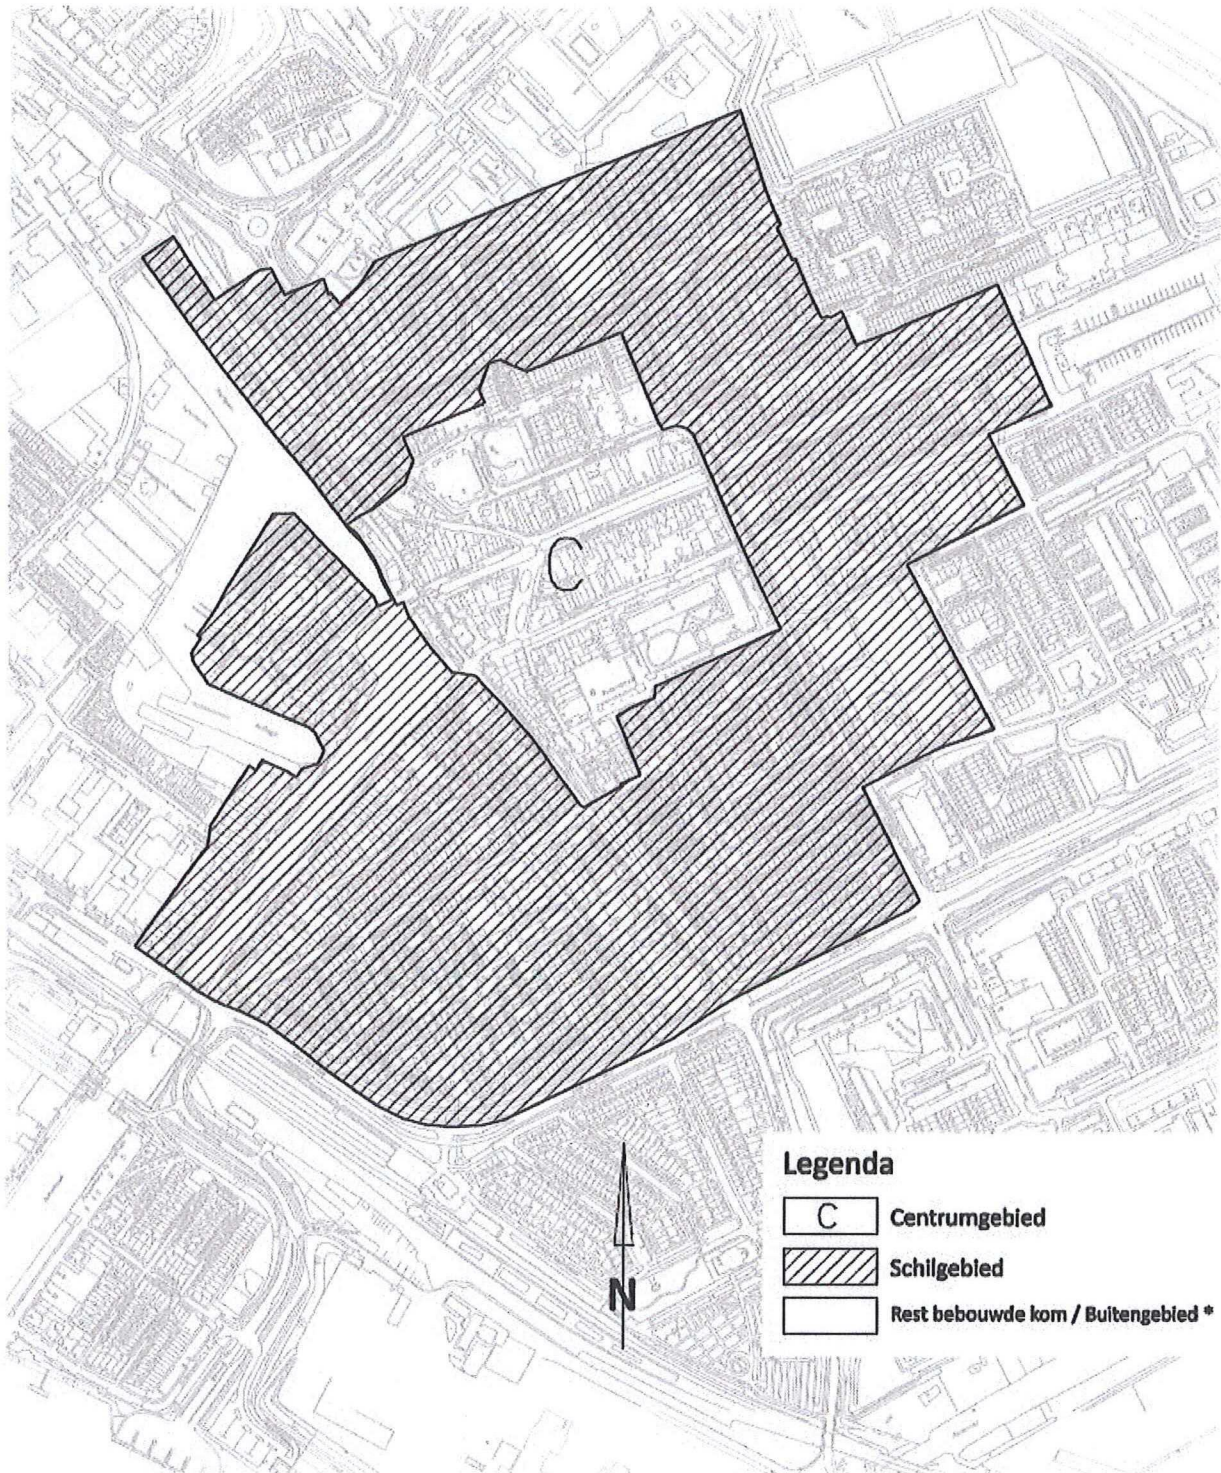 C
N
Legenda
C Centrumgebied
Schilgebied
Rest bebouwde kom / Buitengebied *